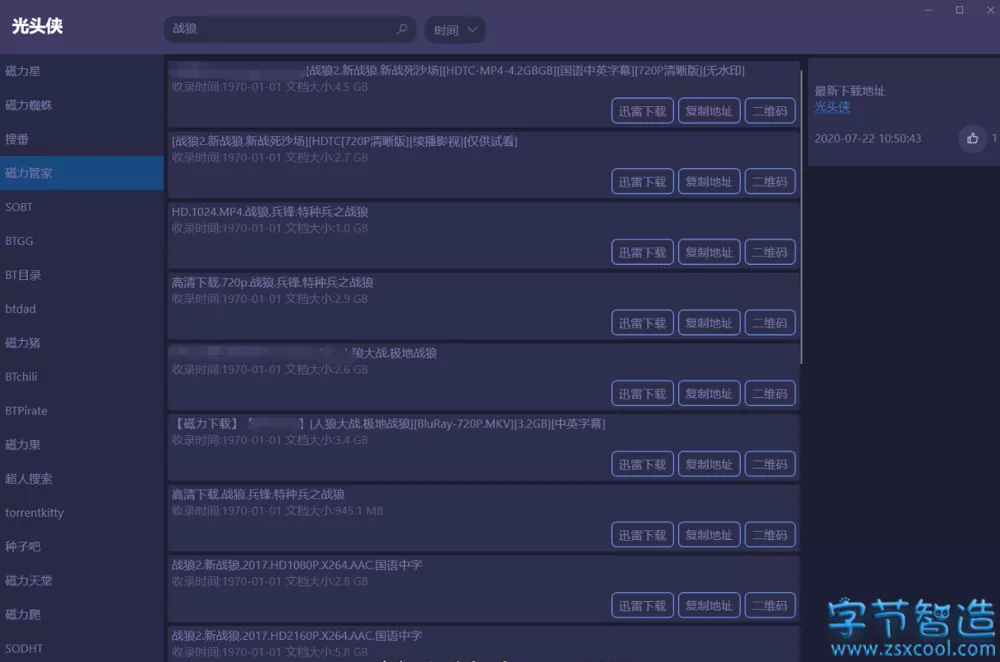 光头侠
战狼
时间
磁力星
磁力蜘蛛
搜番
磁力管家
SOBT
BTGG
BT目录
btdad
磁力猪
BTchili
BTPirate
磁力果
超人搜索
torrentkitty
种子吧
磁力天堂
磁力爬
SODHT
[战狼2.新战狼.新战死沙场][HDTC-MP4-4.2GBGB][国语中英字幕][720P清晰版][无水印]
收录时间:1970-01-01 文档大小:4.5 GB
迅雷下载 复制地址 二维码
[战狼2.新战狼.新战死沙场][HDTC[720P清晰版][续播影视][仅供试看]
收录时间:1970-01-01 文档大小:2.7 GB
迅雷下载 复制地址 二维码
HD.1024.MP4.战狼.兵锋.特种兵之战狼
收录时间:1970-01-01 文档大小:1.0 GB
迅雷下载 复制地址 二维码
高清下载.720p.战狼.兵锋.特种兵之战狼
收录时间:1970-01-01 文档大小:2.9 GB
迅雷下载 复制地址 二维码
狼大战.极地战狼
收录时间:1970-01-01 文档大小:2.6 GB
迅雷下载 复制地址 二维码
【磁力下载】【 】[人狼大战.极地战狼][BluRay-720P.MKV][3.2GB][中英字幕]
收录时间:1970-01-01 文档大小:3.4 GB
迅雷下载 复制地址 二维码
高清下载.战狼.兵锋.特种兵之战狼
收录时间:1970-01-01 文档大小:945.1 MB
迅雷下载 复制地址 二维码
战狼2.新战狼.2017.HD1080P.X264.AAC.国语中字
收录时间:1970-01-01 文档大小:2.8 GB
迅雷下载 复制地址 二维码
战狼2.新战狼.2017.HD2160P.X264.AAC.国语中字
收录时间:1970-01-01 文档大小:5.8 GB
最新下载地址
光头侠
2020-07-22 10:50:43
1
字节智造
www.zsxcool.com